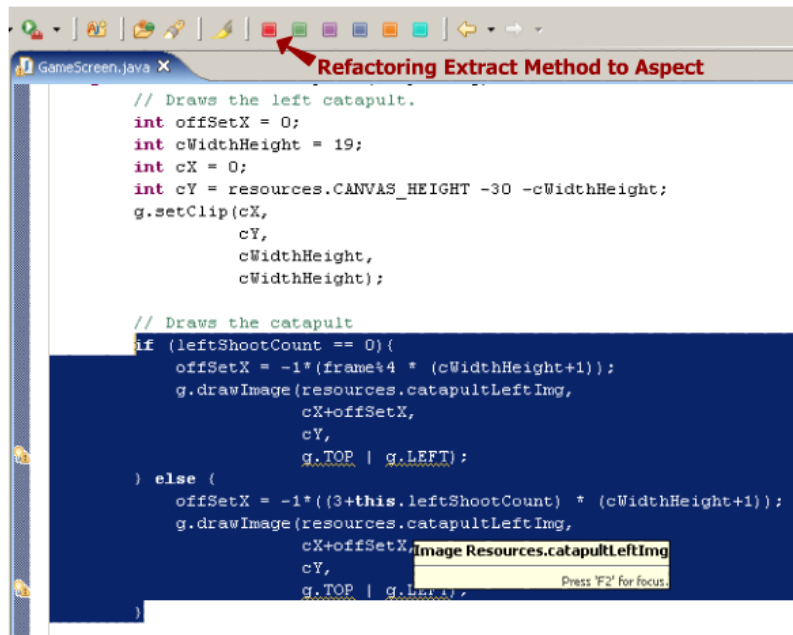 Refactoring Extract Method to Aspect
GameScreen.java
// Draws the left catapult.
int offSetX = 0;
int cWidthHeight = 19;
int cX = 0;
int cY = resources.CANVAS_HEIGHT -30 -cWidthHeight;
g.setClip(cX,
cY,
cWidthHeight,
cWidthHeight);
// Draws the catapult
if (leftShootCount == 0){
offSetX = -1*(frame%4 * (cWidthHeight+1));
g.drawImage(resources.catapultLeftImg,
cX+offSetX,
cY,
g.TOP | g.LEFT);
} else {
offSetX = -1*((3+this.leftShootCount) * (cWidthHeight+1));
g.drawImage(resources.catapultLeftImg,
cX+offSetX,
Image Resources.catapultLeftImg
cY,
Press 'F2' for focus.
g.TOP | g.LEFT);
}